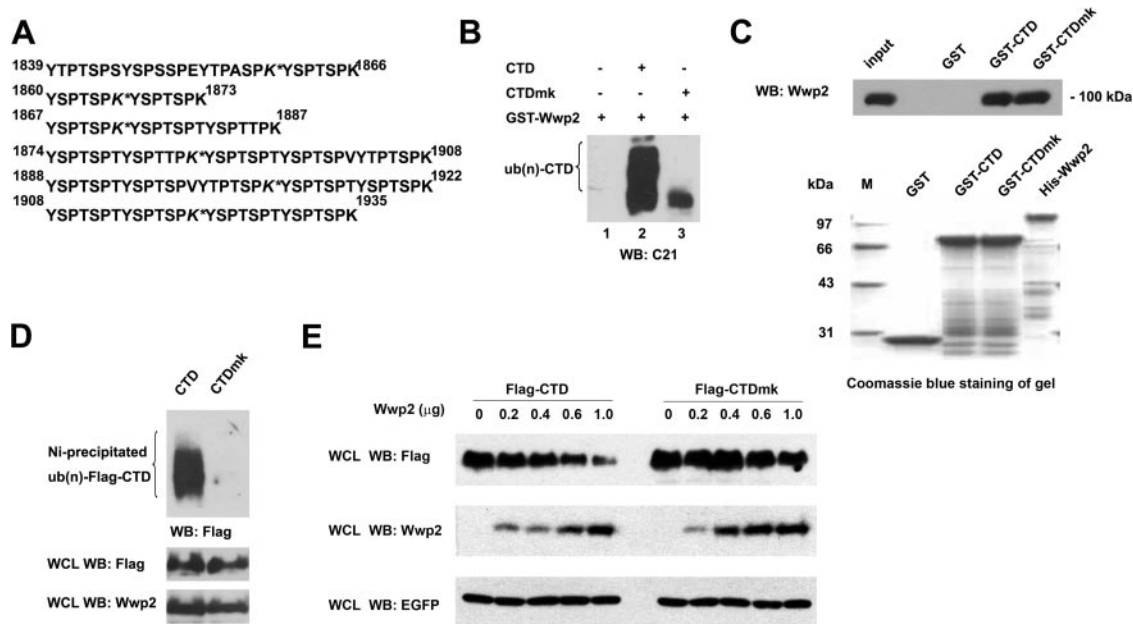 A
1839YTPTSPSYSPSSPEYTPASPK*YSPTSPK1866
1860YSPTSPK*YSPTSPK1873
1867YSPTSPK*YSPTSPTYSPTTPK1887
1874YSPTSPTYSPTTPK*YSPTSPTYSPTSPVYTPTSPK1908
1888YSPTSPTYSPTSPVYTPTSPK*YSPTSPTYSPTSPK1922
1908YSPTSPTYSPTSPK*YSPTSPTYSPTSPK1935
B
CTD - + -
CTDmk - - +
GST-Wwp2 + + +
ub(n)-CTD
1 2 3
WB: C21
C
input GST GST-CTD GST-CTDmk
WB: Wwp2 - 100 kDa
kDa M GST GST-CTD GST-CTDmk His-Wwp2
97
66
43
31
Coomassie blue staining of gel
D
CTD CTDmk
Ni-precipitated
ub(n)-Flag-CTD
WB: Flag
WCL WB: Flag
WCL WB: Wwp2
E
Flag-CTD Flag-CTDmk
Wwp2 (μg) 0 0.2 0.4 0.6 1.0 0 0.2 0.4 0.6 1.0
WCL WB: Flag
WCL WB: Wwp2
WCL WB: EGFP